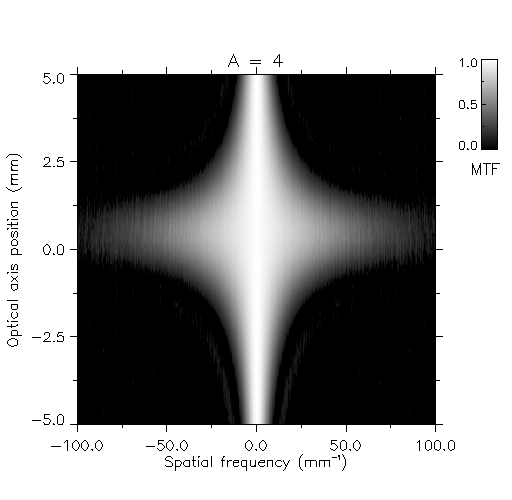 A = 4
1.0
0.5
0.0
MTF
5.0
2.5
0.0
−2.5
−5.0
Optical axis position (mm)
−100.0 −50.0 0.0 50.0 100.0
Spatial frequency (mm⁻¹)